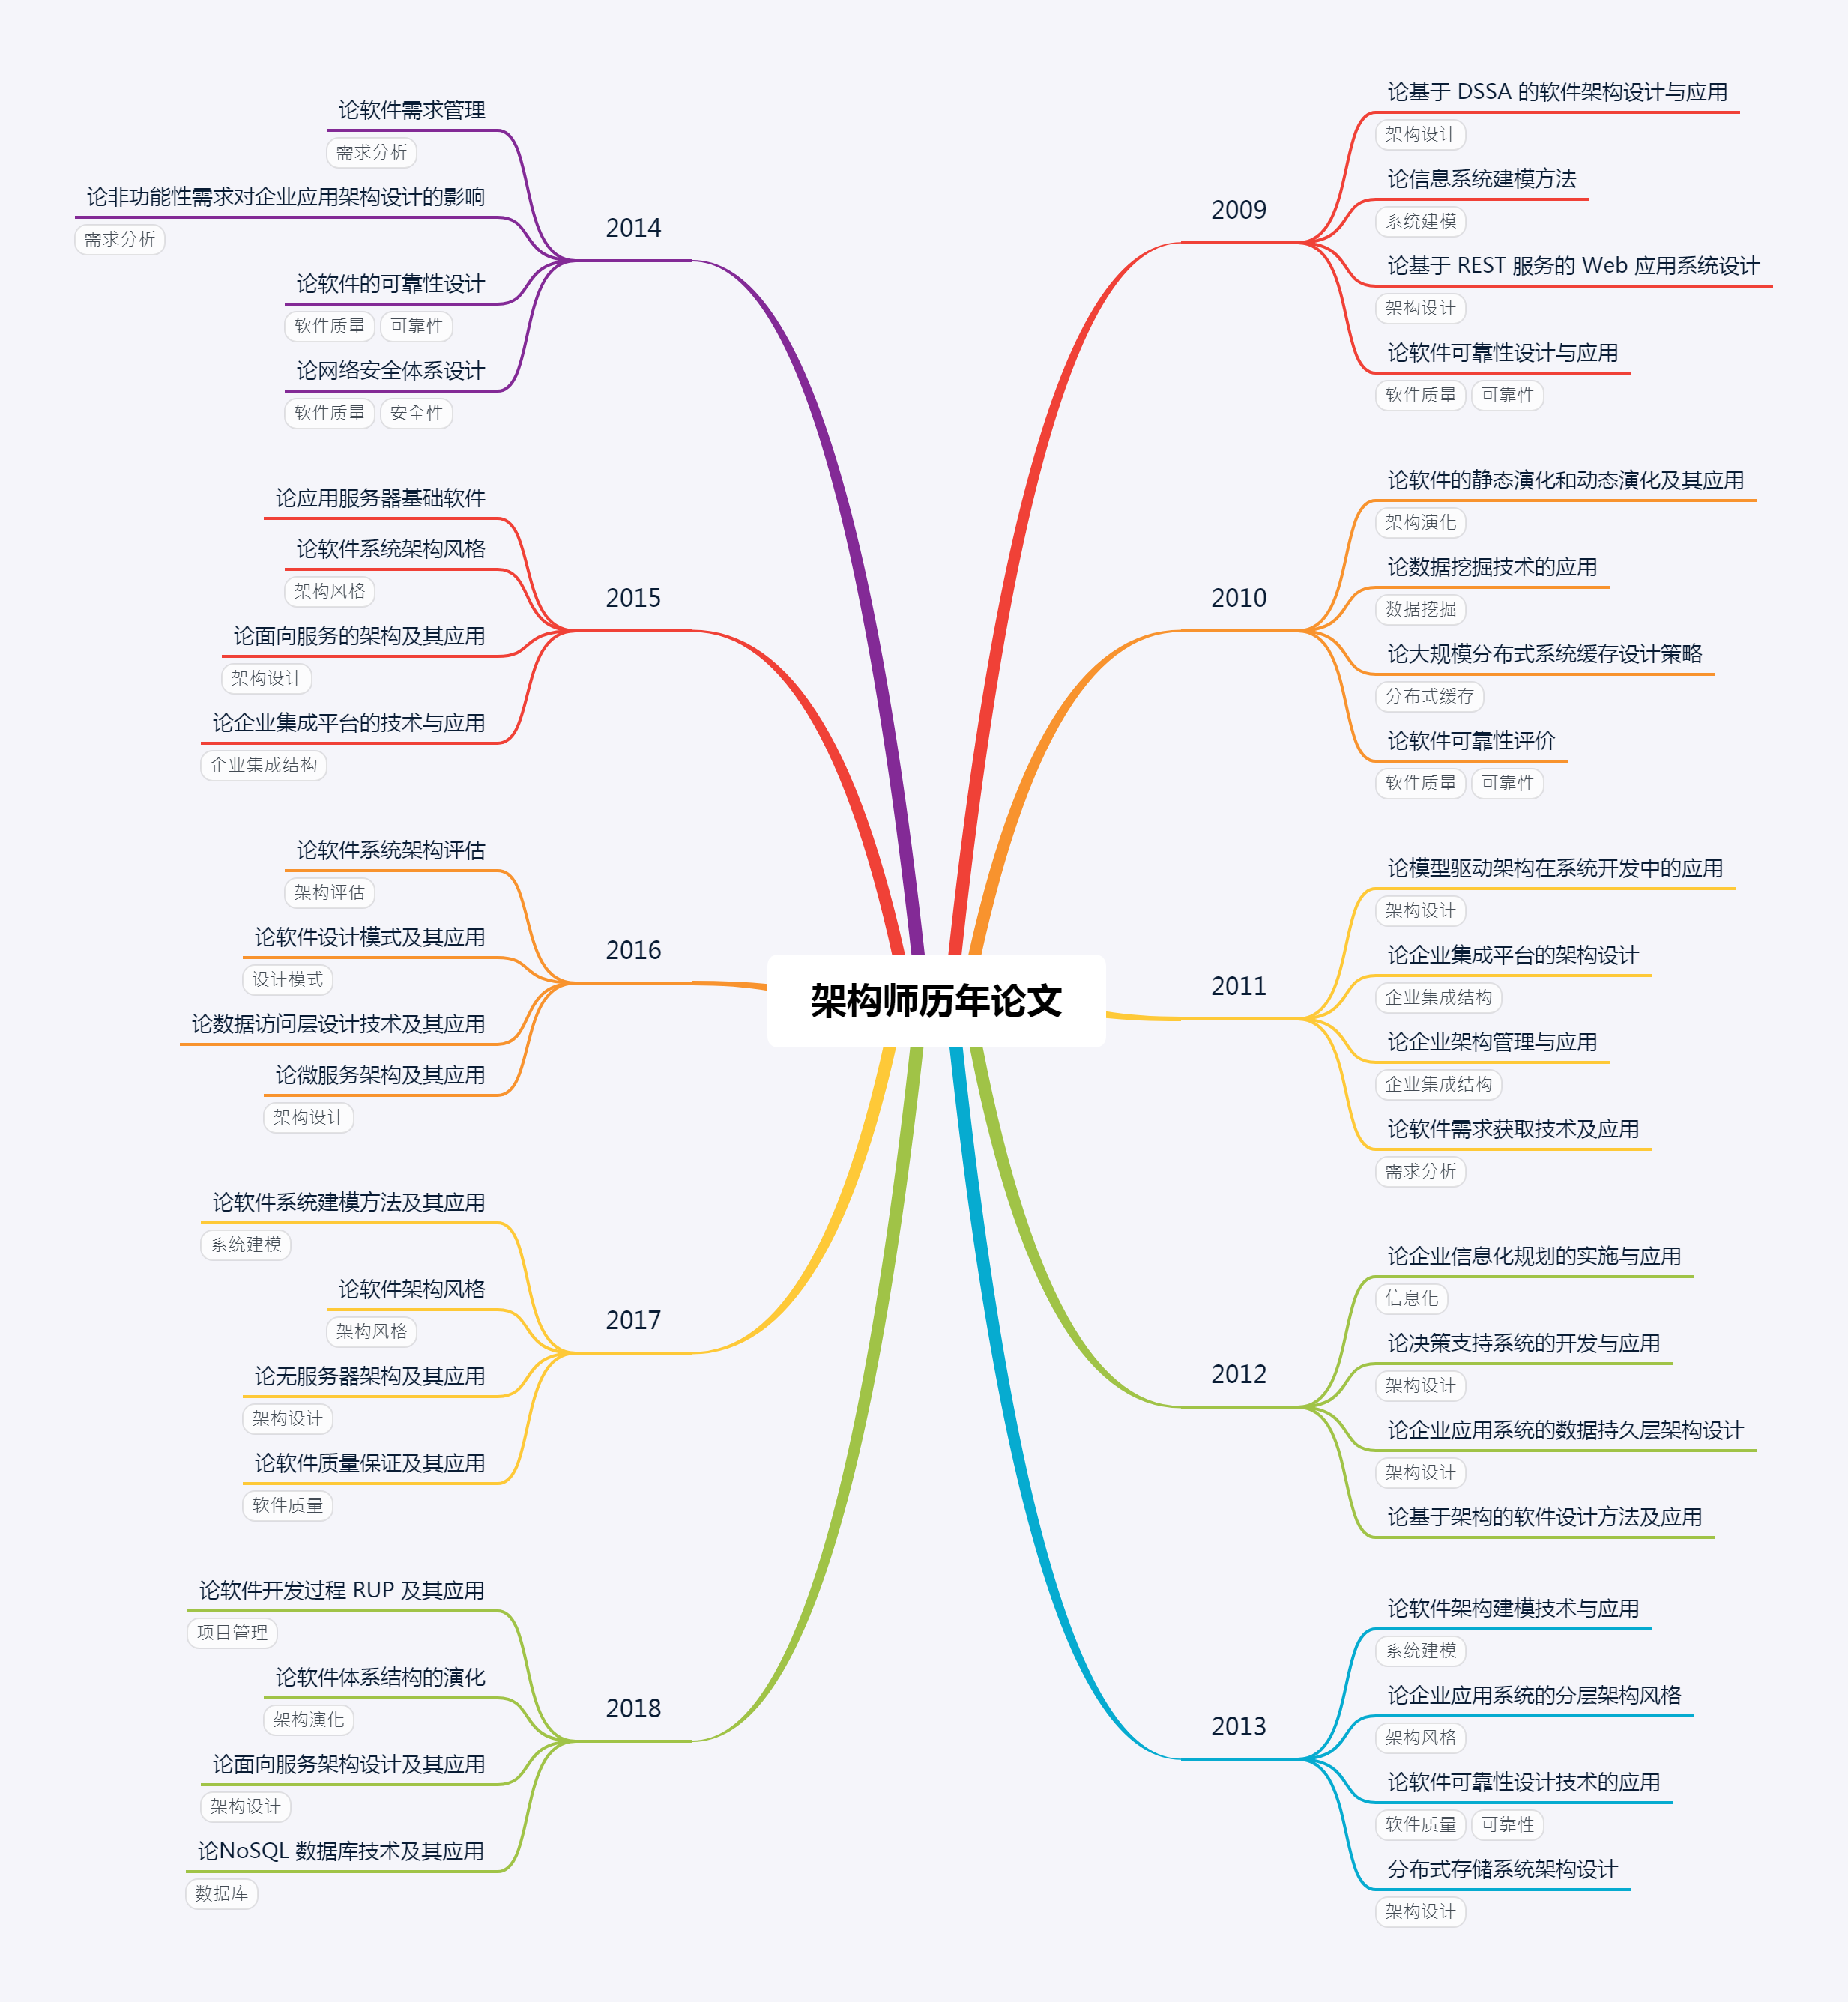 架构师历年论文
2009
论基于 DSSA 的软件架构设计与应用
架构设计
论信息系统建模方法
系统建模
论基于 REST 服务的 Web 应用系统设计
架构设计
论软件可靠性设计与应用
软件质量 可靠性
2010
论软件的静态演化和动态演化及其应用
架构演化
论数据挖掘技术的应用
数据挖掘
论大规模分布式系统缓存设计策略
分布式缓存
论软件可靠性评价
软件质量 可靠性
2011
论模型驱动架构在系统开发中的应用
架构设计
论企业集成平台的架构设计
企业集成结构
论企业架构管理与应用
企业集成结构
论软件需求获取技术及应用
需求分析
2012
论企业信息化规划的实施与应用
信息化
论决策支持系统的开发与应用
架构设计
论企业应用系统的数据持久层架构设计
架构设计
论基于架构的软件设计方法及应用
2013
论软件架构建模技术与应用
系统建模
论企业应用系统的分层架构风格
架构风格
论软件可靠性设计技术的应用
软件质量 可靠性
分布式存储系统架构设计
架构设计
2014
论软件需求管理
需求分析
论非功能性需求对企业应用架构设计的影响
需求分析
论软件的可靠性设计
软件质量 可靠性
论网络安全体系设计
软件质量 安全性
2015
论应用服务器基础软件
论软件系统架构风格
架构风格
论面向服务的架构及其应用
架构设计
论企业集成平台的技术与应用
企业集成结构
2016
论软件系统架构评估
架构评估
论软件设计模式及其应用
设计模式
论数据访问层设计技术及其应用
论微服务架构及其应用
架构设计
2017
论软件系统建模方法及其应用
系统建模
论软件架构风格
架构风格
论无服务器架构及其应用
架构设计
论软件质量保证及其应用
软件质量
2018
论软件开发过程 RUP 及其应用
项目管理
论软件体系结构的演化
架构演化
论面向服务架构设计及其应用
架构设计
论NoSQL 数据库技术及其应用
数据库